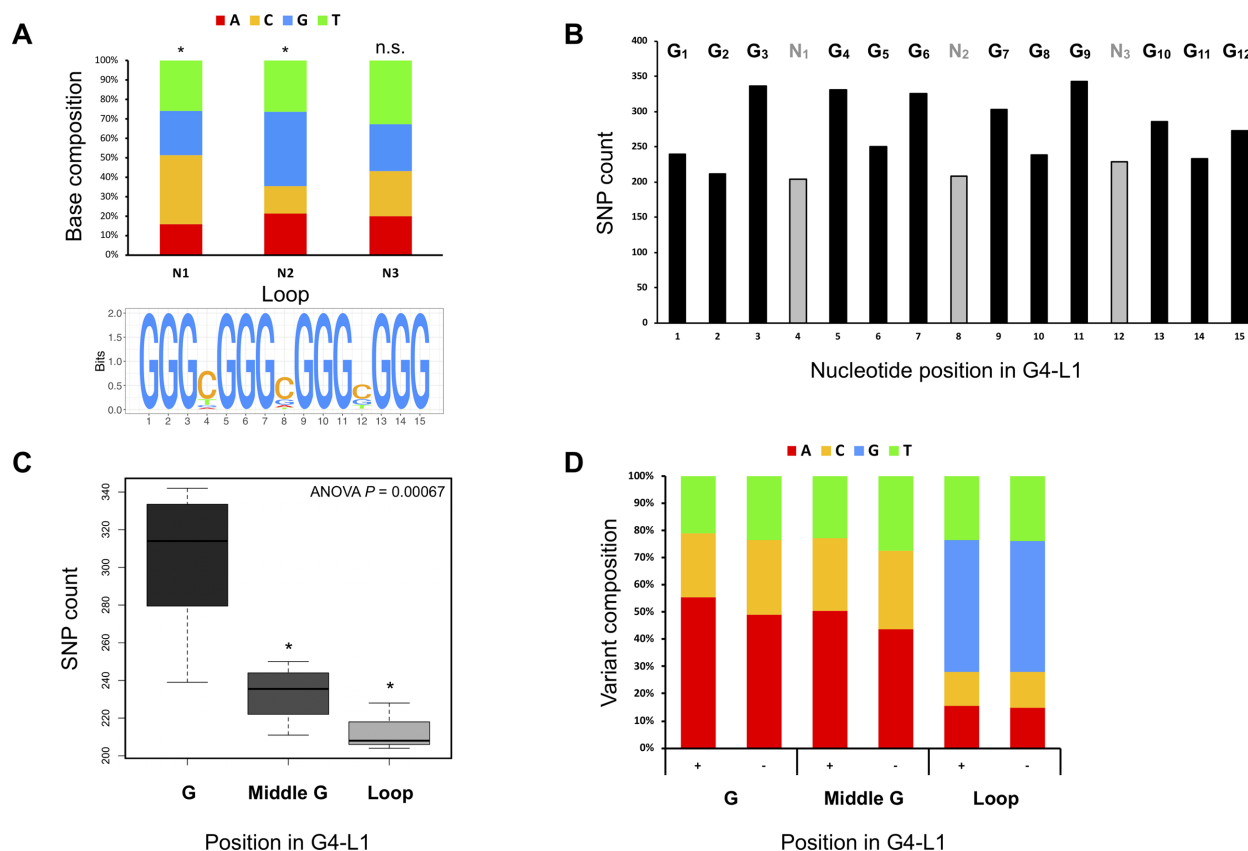 A
A C G T
* * n.s.
100%
90%
80%
70%
60%
50%
40%
30%
20%
10%
0%
Base composition
N1 N2 N3
Loop
2.0
1.5
1.0
0.5
0.0
Bits
GGGCGGGCGGGCGGG
1 2 3 4 5 6 7 8 9 10 11 12 13 14 15
B
G1 G2 G3 N1 G4 G5 G6 N2 G7 G8 G9 N3 G10 G11 G12
400
350
300
250
200
150
100
50
0
SNP count
1 2 3 4 5 6 7 8 9 10 11 12 13 14 15
Nucleotide position in G4-L1
C
ANOVA P = 0.00067
340
320
300
280
260
240
220
200
SNP count
* *
G Middle G Loop
Position in G4-L1
D
A C G T
100%
90%
80%
70%
60%
50%
40%
30%
20%
10%
0%
Variant composition
+ - + - + -
G Middle G Loop
Position in G4-L1